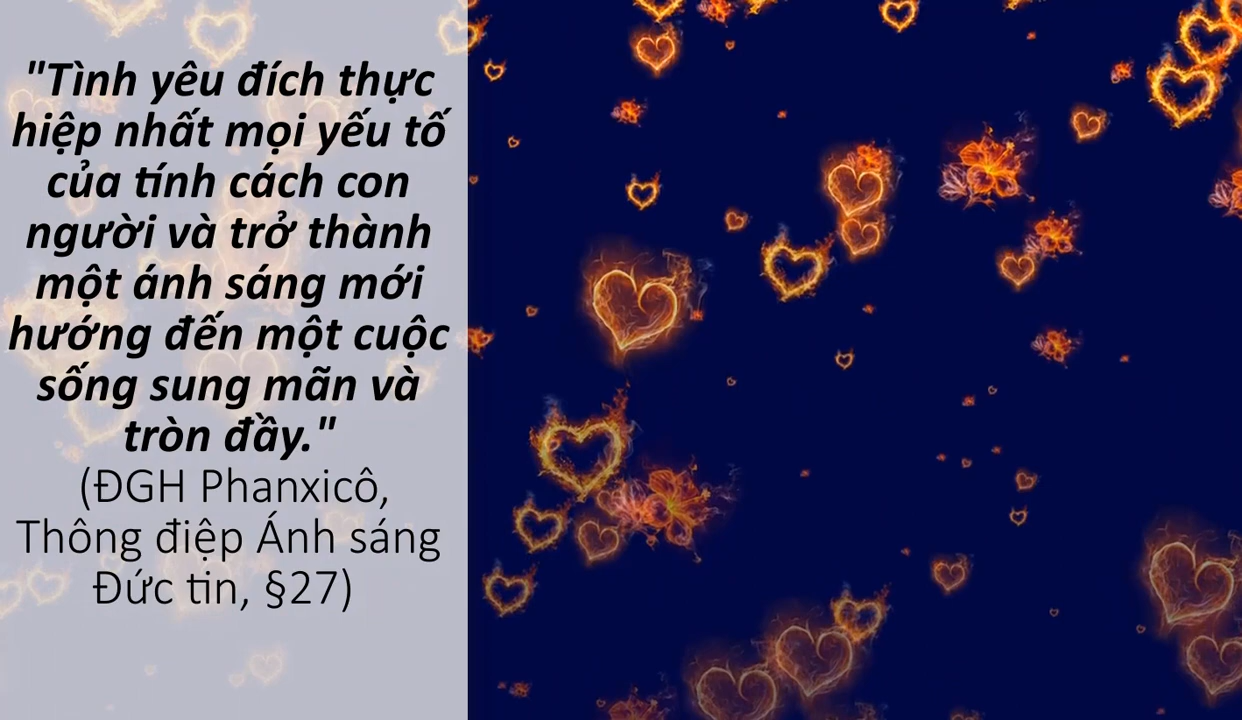 "Tình yêu đích thực
hiệp nhất mọi yếu tố
của tính cách con
người và trở thành
một ánh sáng mới
hướng đến một cuộc
sống sung mãn và
tròn đầy."
(ĐGH Phanxicô,
Thông điệp Ánh sáng
Đức tin, §27)